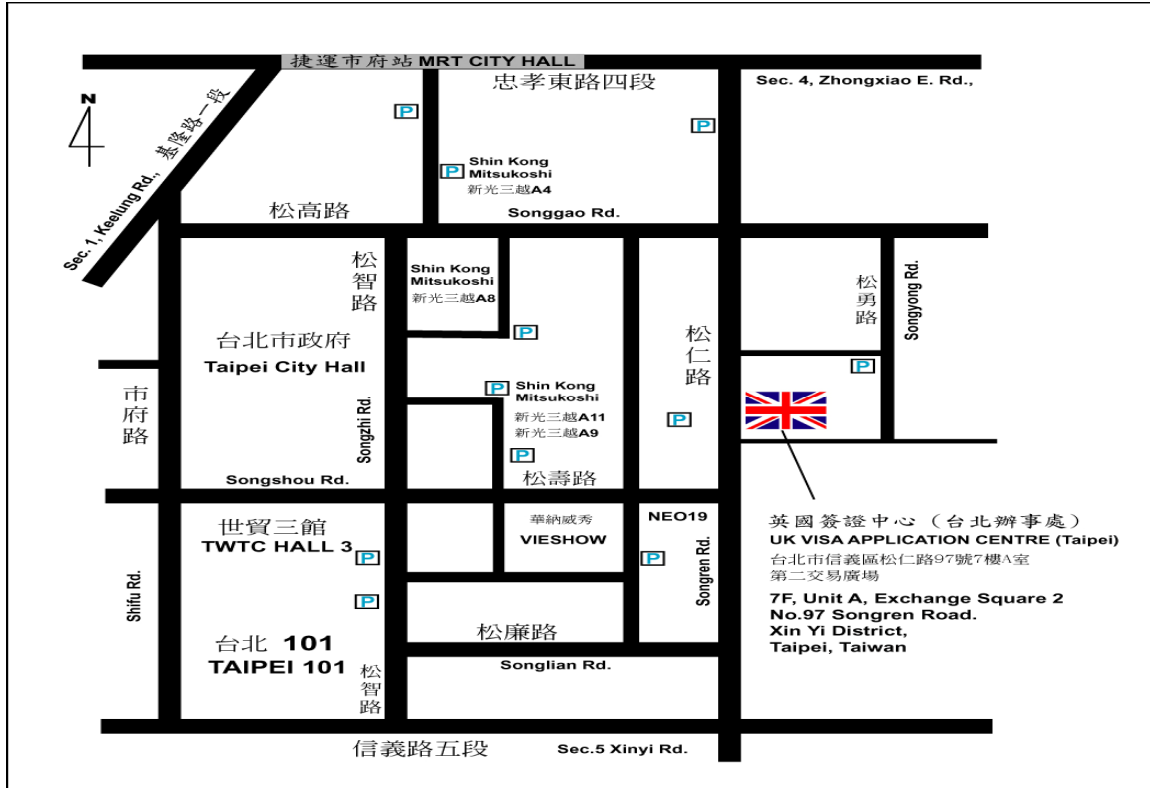 捷運市府站 MRT CITY HALL
忠孝東路四段
Sec. 4, Zhongxiao E. Rd.,
N
基隆路一段
Sec. 1, Keelung Rd.,
P
P
P
Shin Kong
Mitsukoshi
新光三越A4
松高路
Songgao Rd.
松智路
Shin Kong
Mitsukoshi
新光三越A8
松勇路
Songyong Rd.
台北市政府
Taipei City Hall
P
松仁路
P
市府路
Songzhi Rd.
P
Shin Kong
Mitsukoshi
新光三越A11
新光三越A9
P
P
Songshou Rd.
松壽路
世貿三館
TWTC HALL 3
P
華納威秀
VIESHOW
NEO19
P
Songren Rd.
英國簽證中心（台北辦事處）
UK VISA APPLICATION CENTRE (Taipei)
台北市信義區松仁路97號7樓A室
第二交易廣場
7F, Unit A, Exchange Square 2
No.97 Songren Road.
Xin Yi District,
Taipei, Taiwan
Shifu Rd.
P
台北 101
TAIPEI 101
松廉路
Songlian Rd.
松智路
信義路五段
Sec.5 Xinyi Rd.